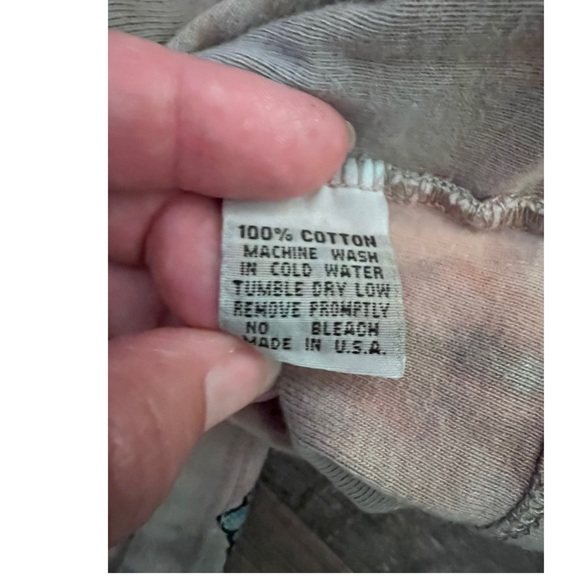 100% COTTON
MACHINE WASH
IN COLD WATER
TUMBLE DRY LOW
REMOVE PROMPTLY
NO BLEACH
MADE IN U.S.A.